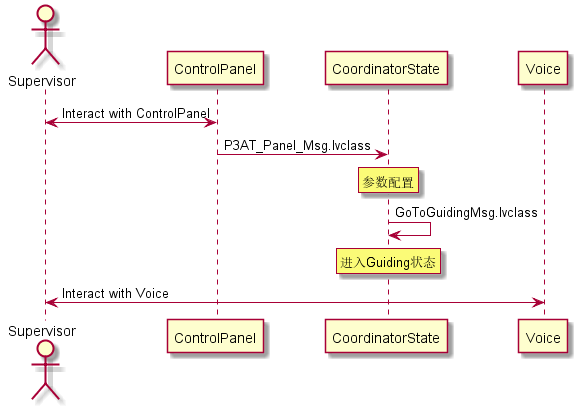 Supervisor
ControlPanel
CoordinatorState
Voice
Interact with ControlPanel
P3AT_Panel_Msg.lvclass
参数配置
GoToGuidingMsg.lvclass
进入Guiding状态
Interact with Voice
Supervisor
ControlPanel
CoordinatorState
Voice